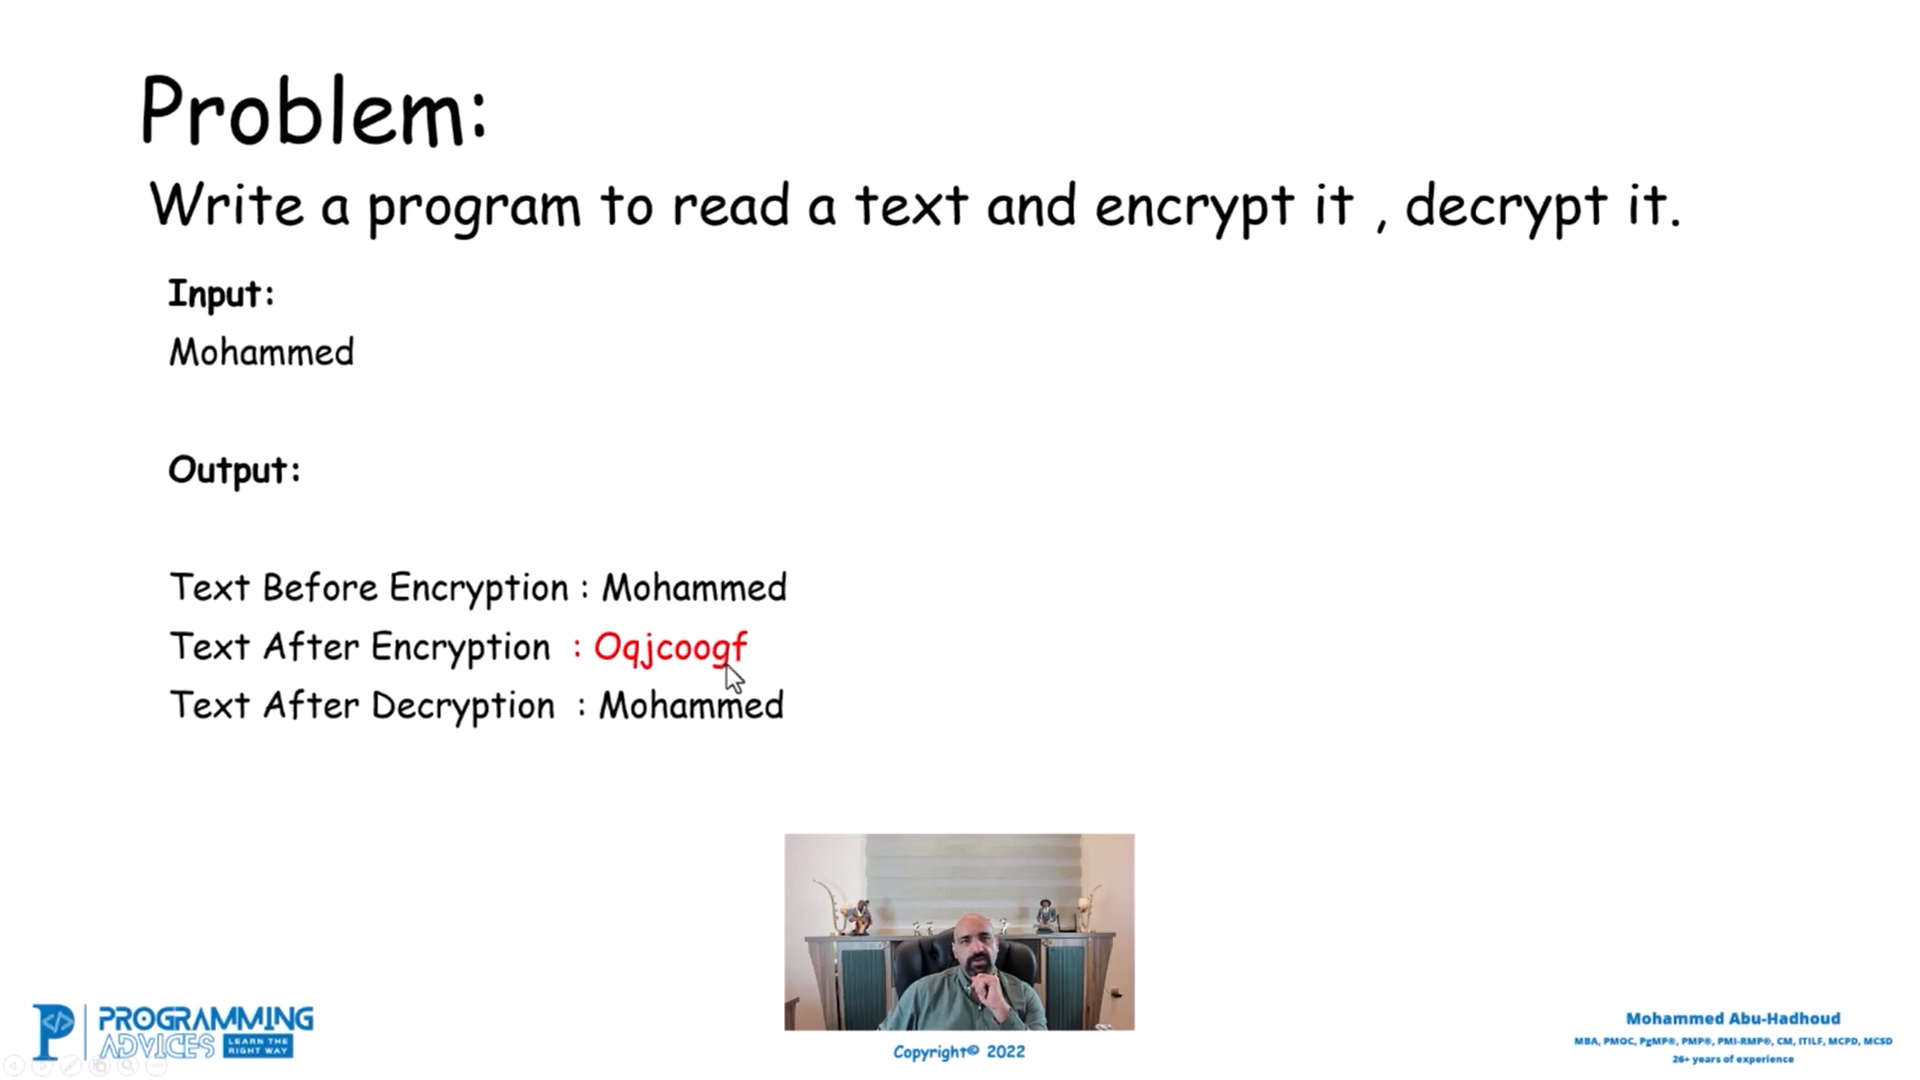 Problem:
Write a program to read a text and encrypt it , decrypt it.
Input:
Mohammed
Output:
Text Before Encryption : Mohammed
Text After Encryption : Oqjcoogf
Text After Decryption : Mohammed
PROGRAMMING
ADVICES LEARN THE
RIGHT WAY
Copyright© 2022
Mohammed Abu-Hadhoud
MBA, PMOC, PgMP®, PMP®, PMI-RMP®, CM, ITILF, MCPD, MCSD
26+ years of experience